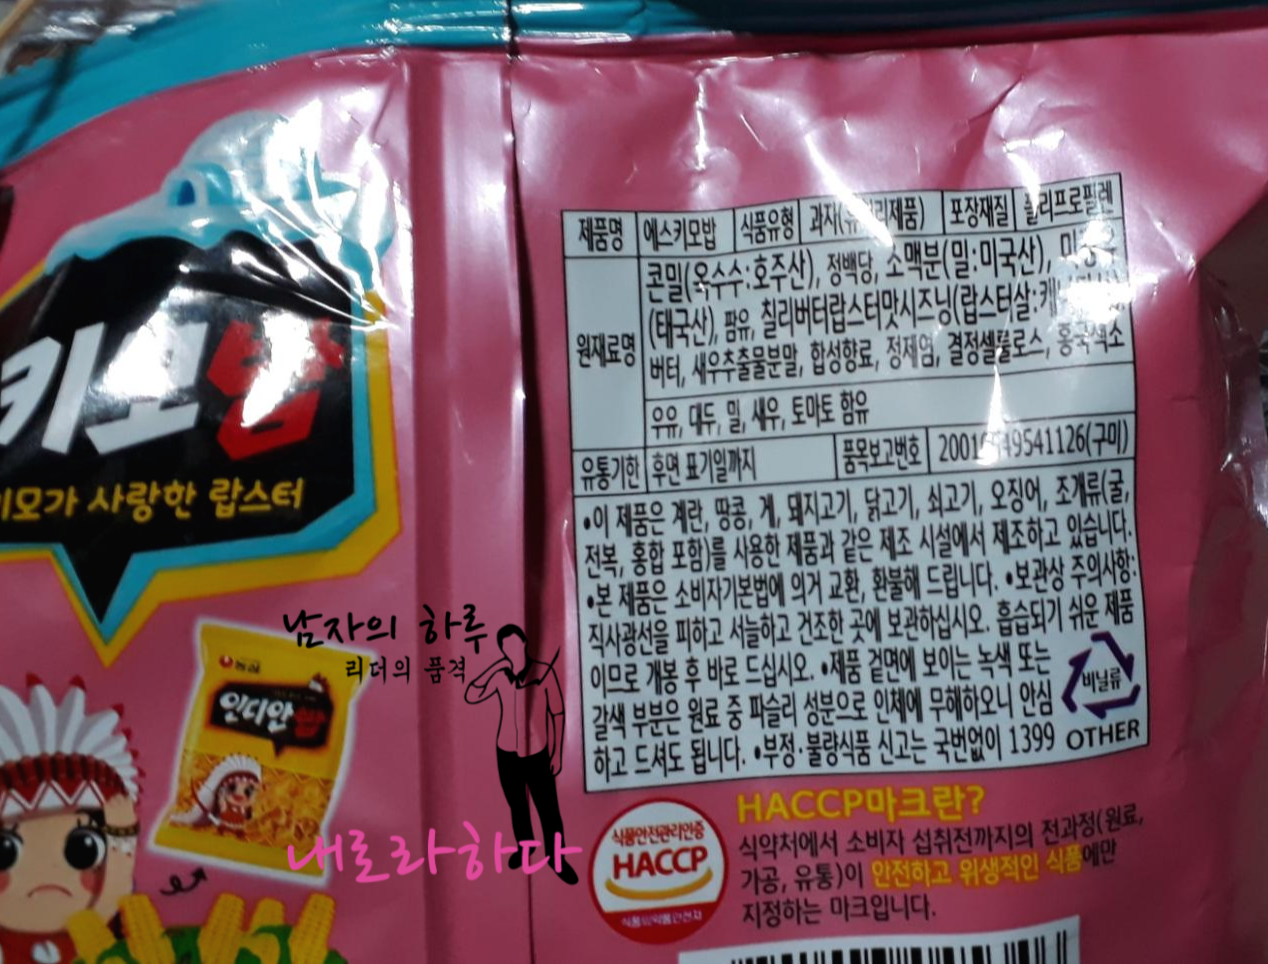 키모밥
이모가 사랑한 랍스터
농심
인디안밥
남자의 하루
리더의 품격
내로라하다
제품명 에스키모밥 식품유형 과자( 포장재질 폴리프로필렌
원재료명
콘밀(옥수수:호주산), 정백당, 소맥분(밀:미국산),
(태국산), 팜유, 칠리버터랍스터맛시즈닝(랍스터살:
버터, 새우추출물분말, 합성향료, 정제염, 결정셀룰로스, 홍국색소
우유, 대두, 밀, 새우, 토마토 함유
유통기한 후면 표기일까지 품목보고번호
•이 제품은 계란, 땅콩, 게, 돼지고기, 닭고기, 쇠고기, 오징어, 조개류(굴,
전복, 홍합 포함)를 사용한 제품과 같은 제조 시설에서 제조하고 있습니다.
•본 제품은 소비자기본법에 의거 교환, 환불해 드립니다. •보관상 주의사항:
직사광선을 피하고 서늘하고 건조한 곳에 보관하십시오. 흡습되기 쉬운 제품
이므로 개봉 후 바로 드십시오. •제품 겉면에 보이는 녹색 또는
갈색 부분은 원료 중 파슬리 성분으로 인체에 무해하오니 안심
하고 드셔도 됩니다. •부정·불량식품 신고는 국번없이 1399
비닐류
OTHER
식품안전관리인증
HACCP
식품의약품안전처
HACCP마크란?
식약처에서 소비자 섭취전까지의 전과정(원료,
가공, 유통)이 안전하고 위생적인 식품에만
지정하는 마크입니다.